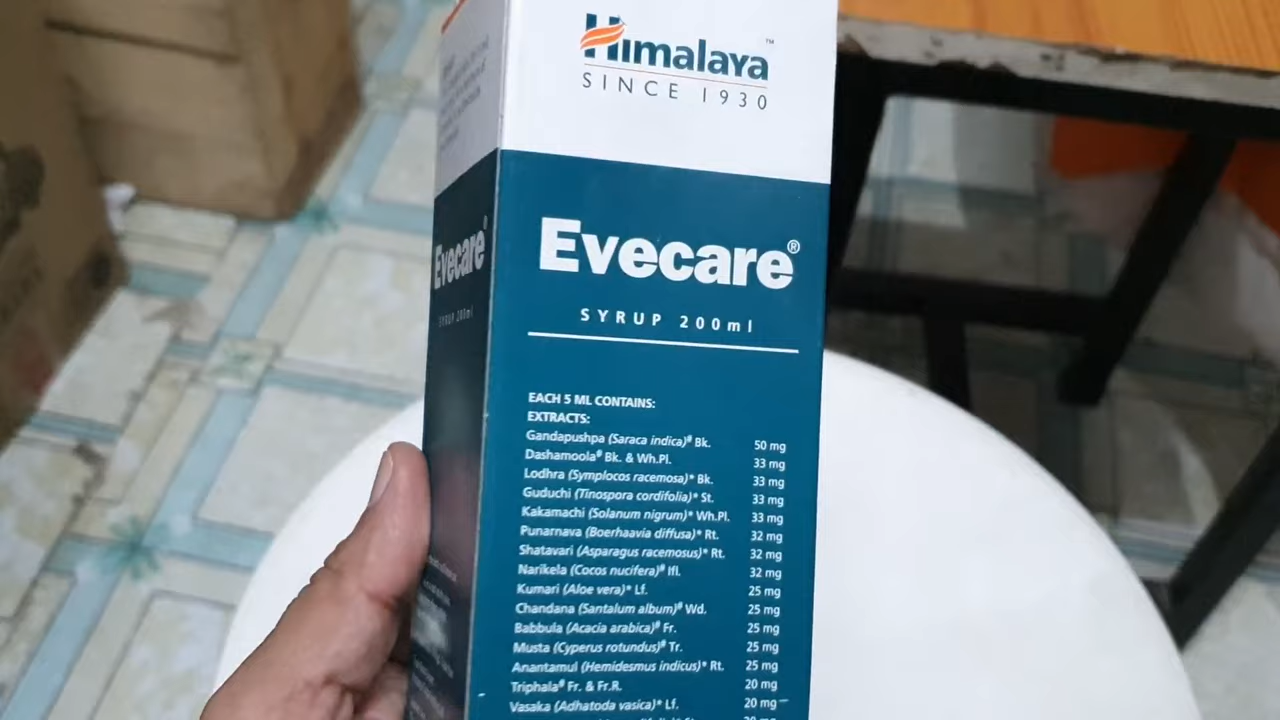 Himalaya™
SINCE 1930
Evecare®
SYRUP 200ml
Evecare®
SYRUP 200ml
EACH 5 ML CONTAINS:
EXTRACTS:
Gandapushpa (Saraca indica)# Bk. 50 mg
Dashamoola# Bk. & Wh.Pl. 33 mg
Lodhra (Symplocos racemosa)* Bk. 33 mg
Guduchi (Tinospora cordifolia)* St. 33 mg
Kakamachi (Solanum nigrum)* Wh.Pl. 33 mg
Punarnava (Boerhaavia diffusa)* Rt. 32 mg
Shatavari (Asparagus racemosus)* Rt. 32 mg
Narikela (Cocos nucifera)# Ifl. 32 mg
Kumari (Aloe vera)* Lf. 25 mg
Chandana (Santalum album)# Wd. 25 mg
Babbula (Acacia arabica)# Fr. 25 mg
Musta (Cyperus rotundus)# Tr. 25 mg
Anantamul (Hemidesmus indicus)* Rt. 25 mg
Triphala# Fr. & Fr.R. 20 mg
Vasaka (Adhatoda vasica)* Lf. 20 mg